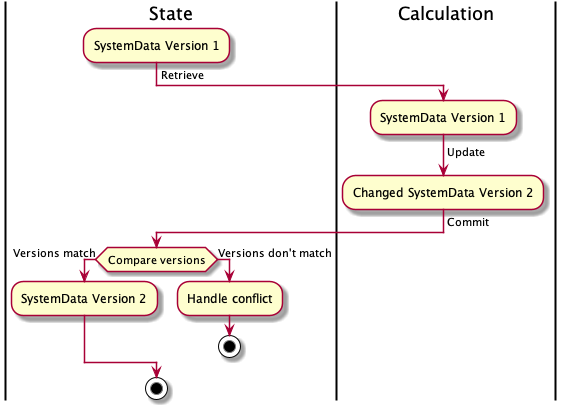 State
Calculation
SystemData Version 1
Retrieve
SystemData Version 1
Update
Changed SystemData Version 2
Commit
Versions match
Compare versions
Versions don't match
SystemData Version 2
Handle conflict